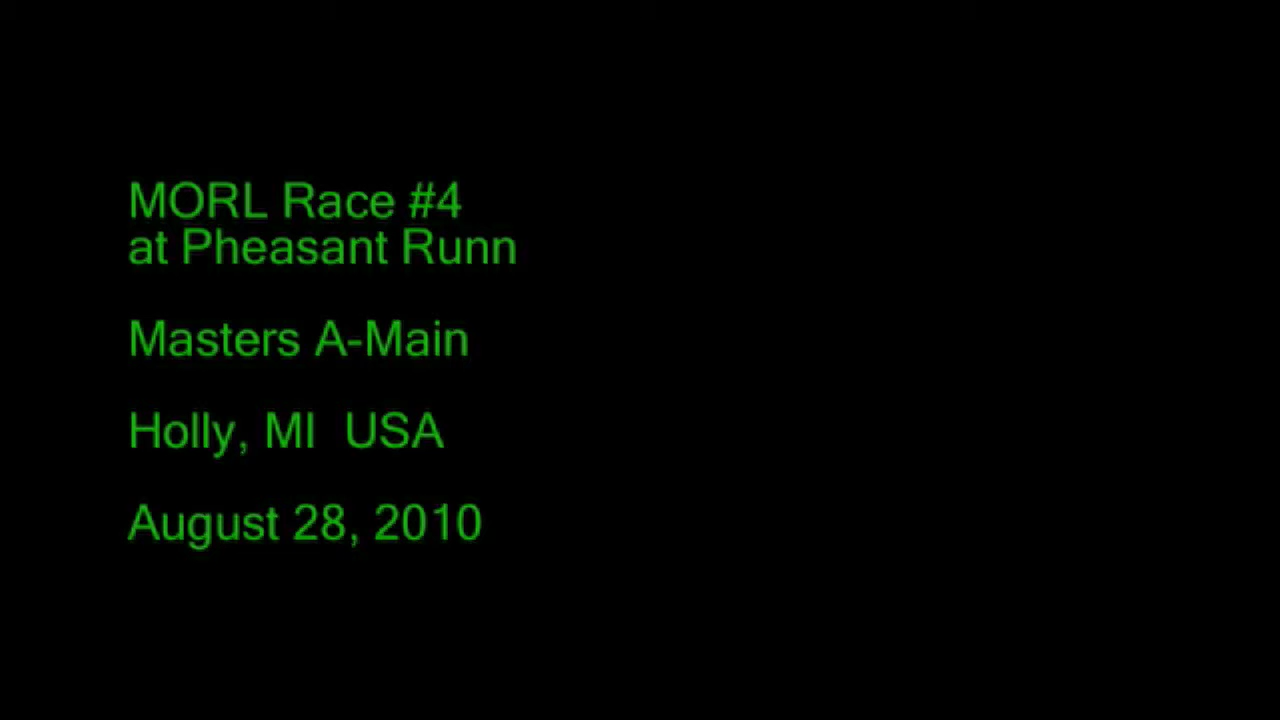 MORL Race #4
at Pheasant Runn
Masters A-Main
Holly, MI  USA
August 28, 2010